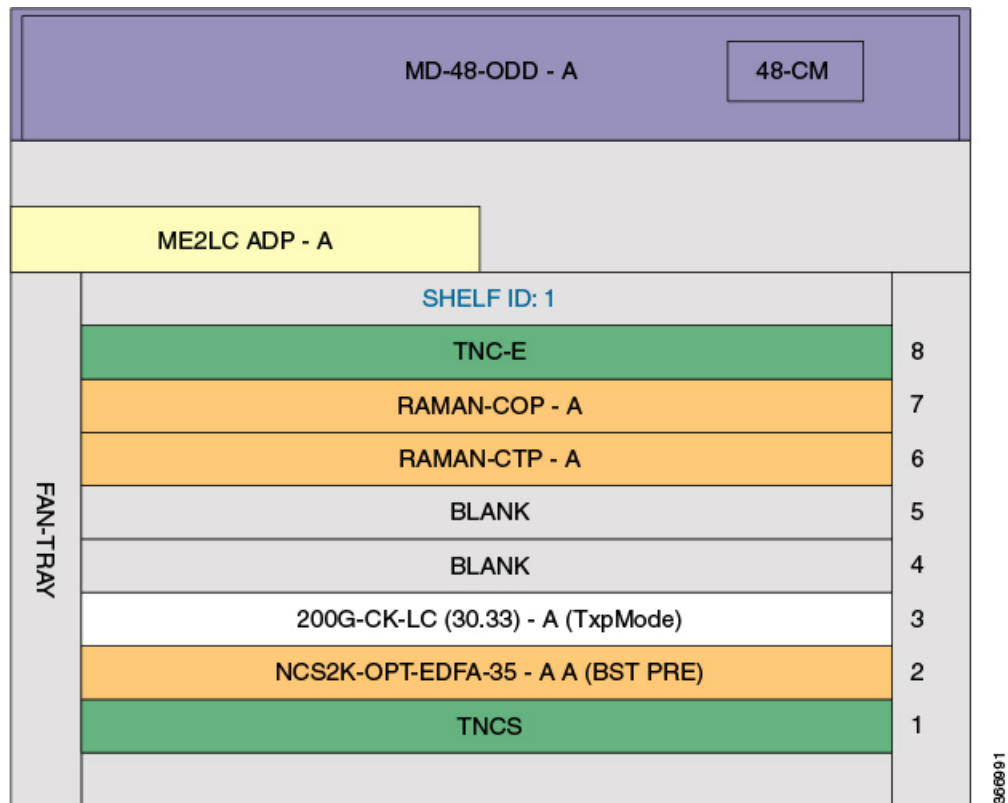 MD-48-ODD - A
48-CM
ME2LC ADP - A
SHELF ID: 1
TNC-E 8
RAMAN-COP - A 7
RAMAN-CTP - A 6
BLANK 5
BLANK 4
200G-CK-LC (30.33) - A (TxpMode) 3
NCS2K-OPT-EDFA-35 - A A (BST PRE) 2
TNCS 1
FAN-TRAY
366991